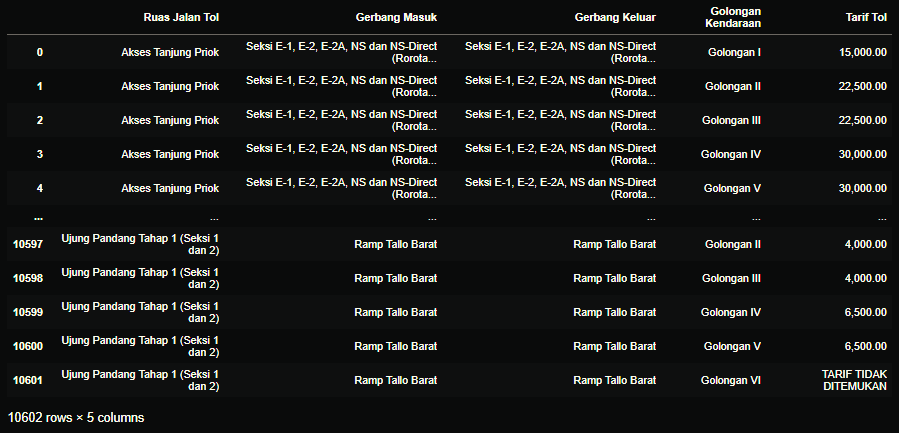 Ruas Jalan Tol Gerbang Masuk Gerbang Keluar Golongan Kendaraan Tarif Tol
0 Akses Tanjung Priok Seksi E-1, E-2, E-2A, NS dan NS-Direct (Rorota... Seksi E-1, E-2, E-2A, NS dan NS-Direct (Rorota... Golongan I 15,000.00
1 Akses Tanjung Priok Seksi E-1, E-2, E-2A, NS dan NS-Direct (Rorota... Seksi E-1, E-2, E-2A, NS dan NS-Direct (Rorota... Golongan II 22,500.00
2 Akses Tanjung Priok Seksi E-1, E-2, E-2A, NS dan NS-Direct (Rorota... Seksi E-1, E-2, E-2A, NS dan NS-Direct (Rorota... Golongan III 22,500.00
3 Akses Tanjung Priok Seksi E-1, E-2, E-2A, NS dan NS-Direct (Rorota... Seksi E-1, E-2, E-2A, NS dan NS-Direct (Rorota... Golongan IV 30,000.00
4 Akses Tanjung Priok Seksi E-1, E-2, E-2A, NS dan NS-Direct (Rorota... Seksi E-1, E-2, E-2A, NS dan NS-Direct (Rorota... Golongan V 30,000.00
... ... ... ... ... ...
10597 Ujung Pandang Tahap 1 (Seksi 1 dan 2) Ramp Tallo Barat Ramp Tallo Barat Golongan II 4,000.00
10598 Ujung Pandang Tahap 1 (Seksi 1 dan 2) Ramp Tallo Barat Ramp Tallo Barat Golongan III 4,000.00
10599 Ujung Pandang Tahap 1 (Seksi 1 dan 2) Ramp Tallo Barat Ramp Tallo Barat Golongan IV 6,500.00
10600 Ujung Pandang Tahap 1 (Seksi 1 dan 2) Ramp Tallo Barat Ramp Tallo Barat Golongan V 6,500.00
10601 Ujung Pandang Tahap 1 (Seksi 1 dan 2) Ramp Tallo Barat Ramp Tallo Barat Golongan VI TARIF TIDAK DITEMUKAN
10602 rows × 5 columns